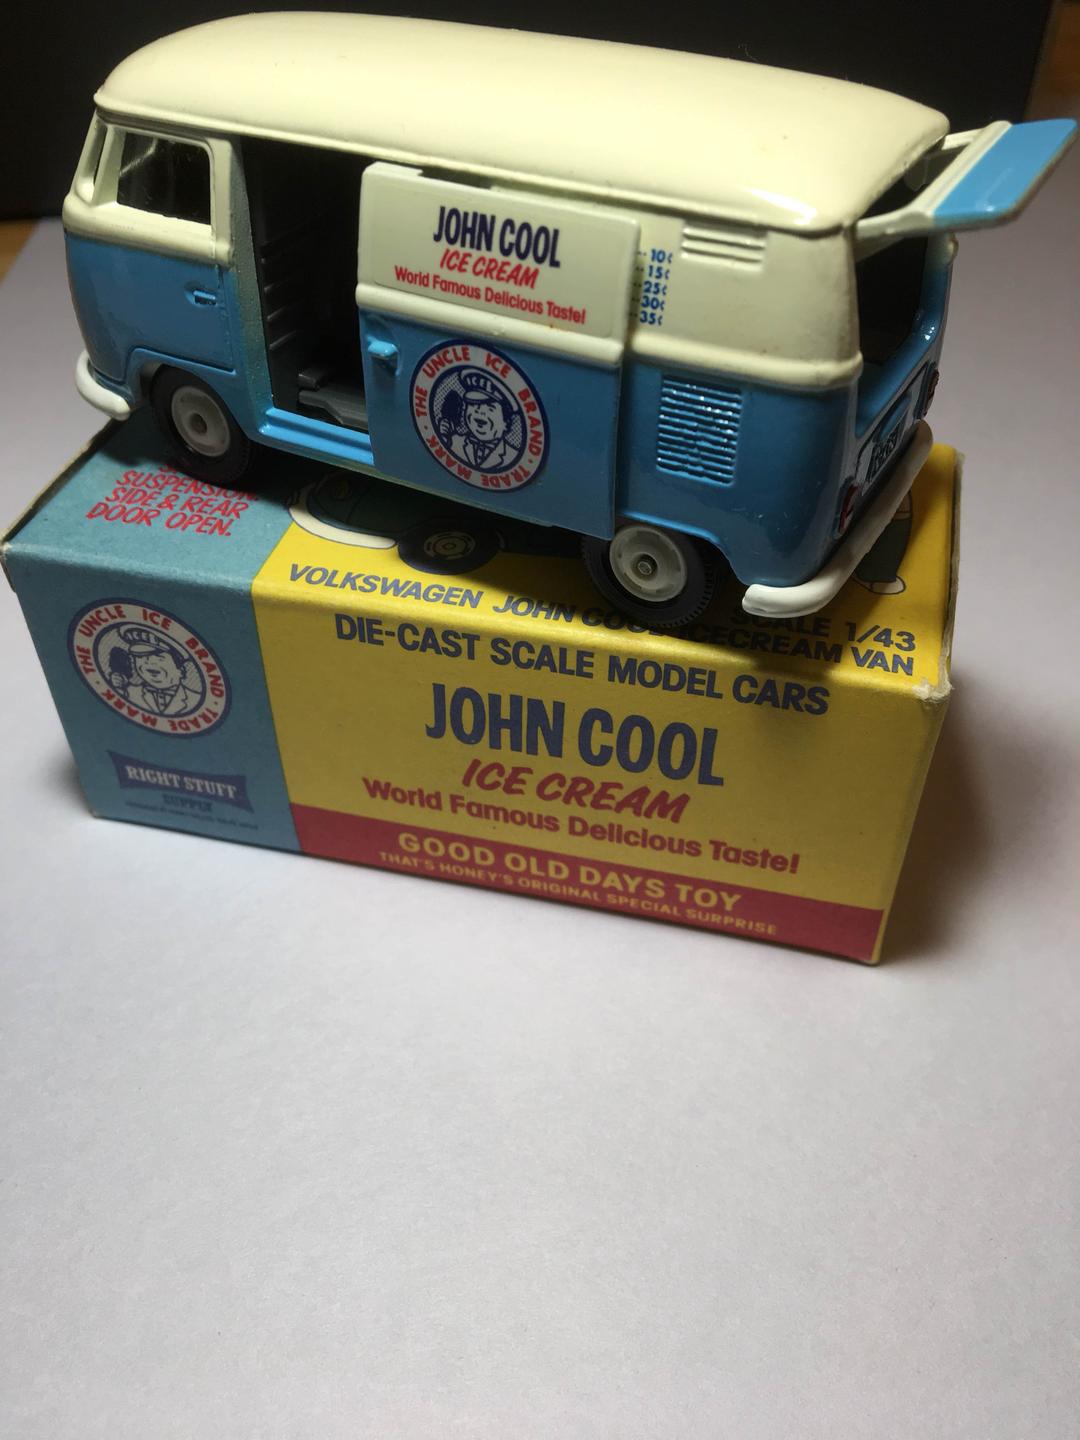 JOHN COOL
ICE CREAM
World Famous Delicious Taste!
10¢
15¢
25¢
30¢
35¢
THE UNCLE ICE BRAND · TRADE MARK ·
ICE
SUSPENSION.
SIDE & REAR
DOOR OPEN.
SCALE 1/43
VOLKSWAGEN JOHN COOL ICECREAM VAN
DIE-CAST SCALE MODEL CARS
JOHN COOL
ICE CREAM
World Famous Delicious Taste!
GOOD OLD DAYS TOY
THAT'S HONEY'S ORIGINAL SPECIAL SURPRISE
THE UNCLE ICE BRAND · TRADE MARK ·
ICE
RIGHT STUFF
SUPPLY